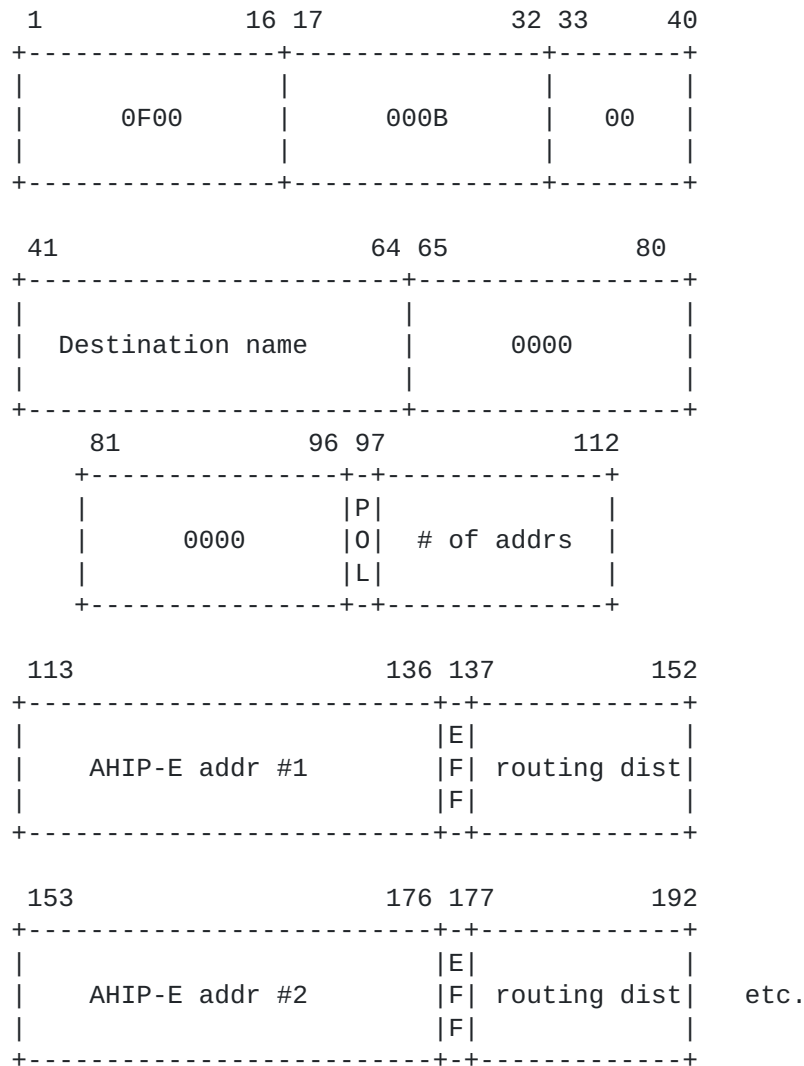 1 16 17 32 33 40
+----------------+----------------+--------+
| | | |
| 0F00 | 000B | 00 |
| | | |
+----------------+----------------+--------+
41 64 65 80
+------------------------+-----------------+
| | |
| Destination name | 0000 |
| | |
+------------------------+-----------------+
81 96 97 112
+----------------+-+--------------+
| |P| |
| 0000 |O| # of addrs |
| |L| |
+----------------+-+--------------+
113 136 137 152
+--------------------------+-+-------------+
| |E| |
| AHIP-E addr #1 |F| routing dist|
| |F| |
+--------------------------+-+-------------+
153 176 177 192
+--------------------------+-+-------------+
| |E| |
| AHIP-E addr #2 |F| routing dist| etc.
| |F| |
+--------------------------+-+-------------+